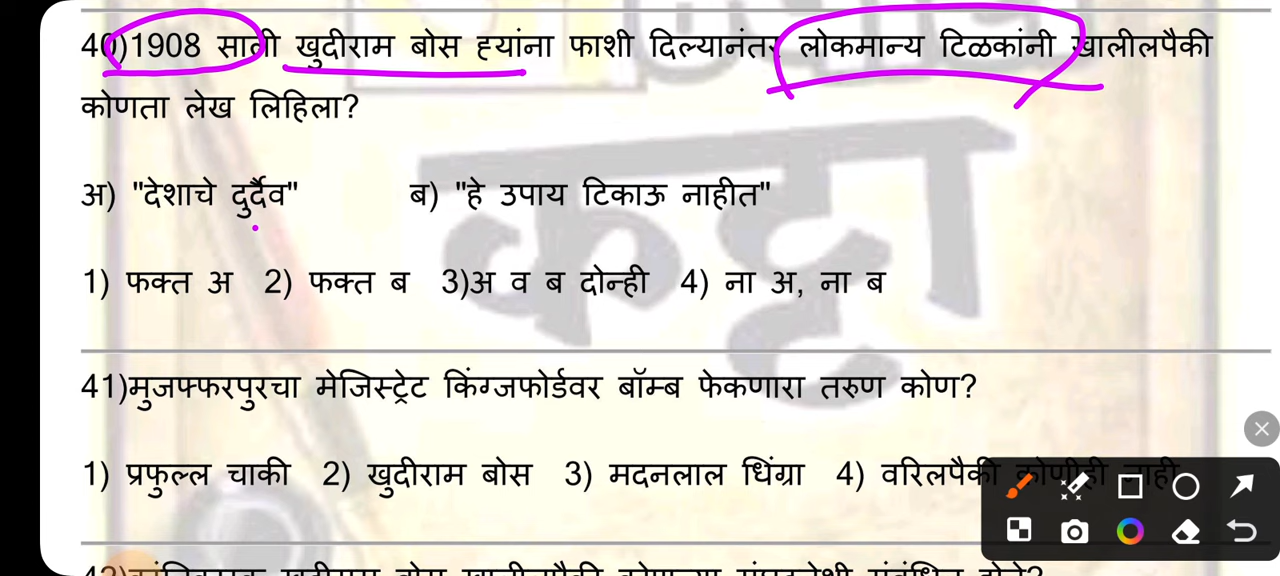 40)1908 साली खुदीराम बोस ह्यांना फाशी दिल्यानंतर लोकमान्य टिळकांनी खालीलपैकी
कोणता लेख लिहिला?
अ) "देशाचे दुर्दैव" ब) "हे उपाय टिकाऊ नाहीत"
1) फक्त अ 2) फक्त ब 3)अ व ब दोन्ही 4) ना अ, ना ब
41)मुजफ्फरपुरचा मेजिस्ट्रेट किंग्जफोर्डवर बॉम्ब फेकणारा तरुण कोण?
1) प्रफुल्ल चाकी 2) खुदीराम बोस 3) मदनलाल धिंग्रा 4) वरिलपैकी कोणीही नाही
कट्टा